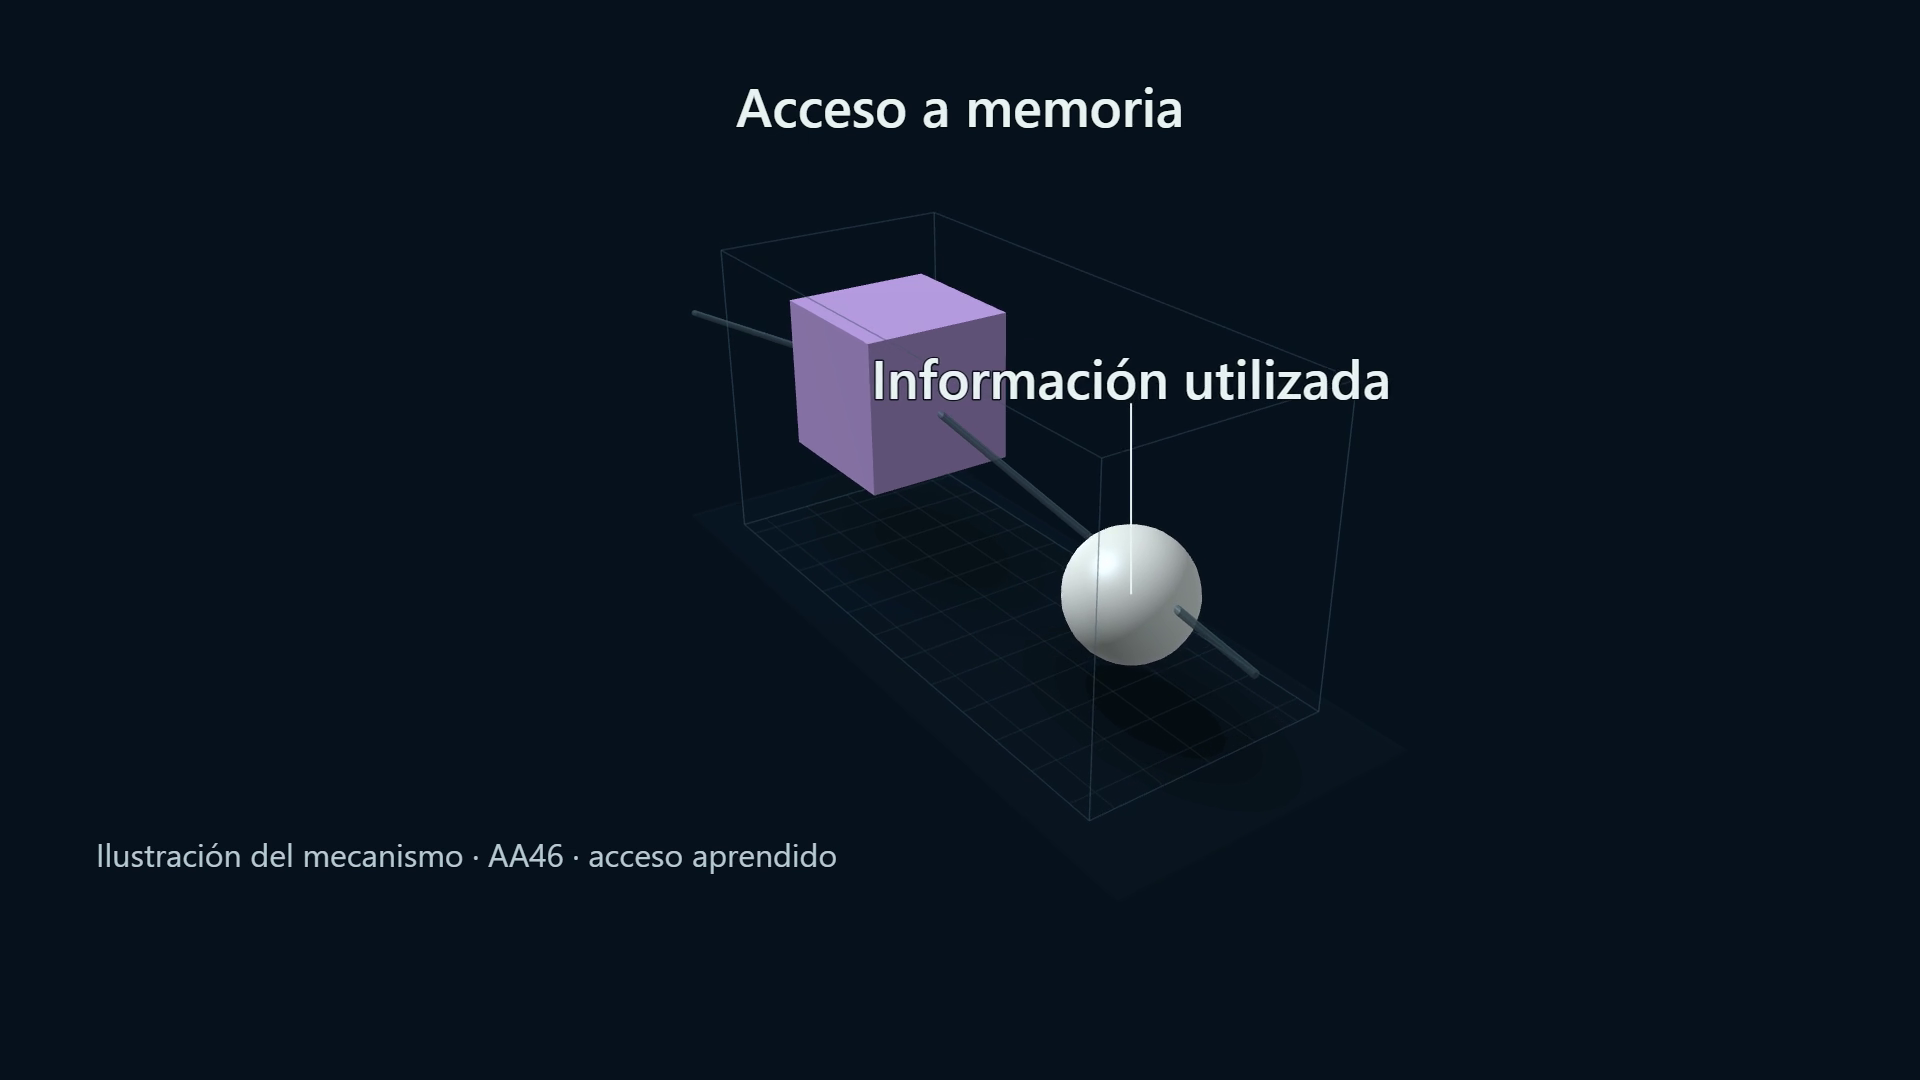 Acceso a memoria
Información utilizada
Ilustración del mecanismo · AA46 · acceso aprendido